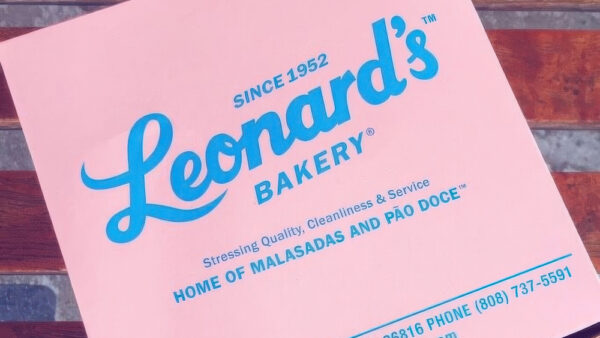 SINCE 1952
Leonard's™
BAKERY®
Stressing Quality, Cleanliness & Service
HOME OF MALASADAS AND PÃO DOCE™
96816 PHONE (808) 737-5591